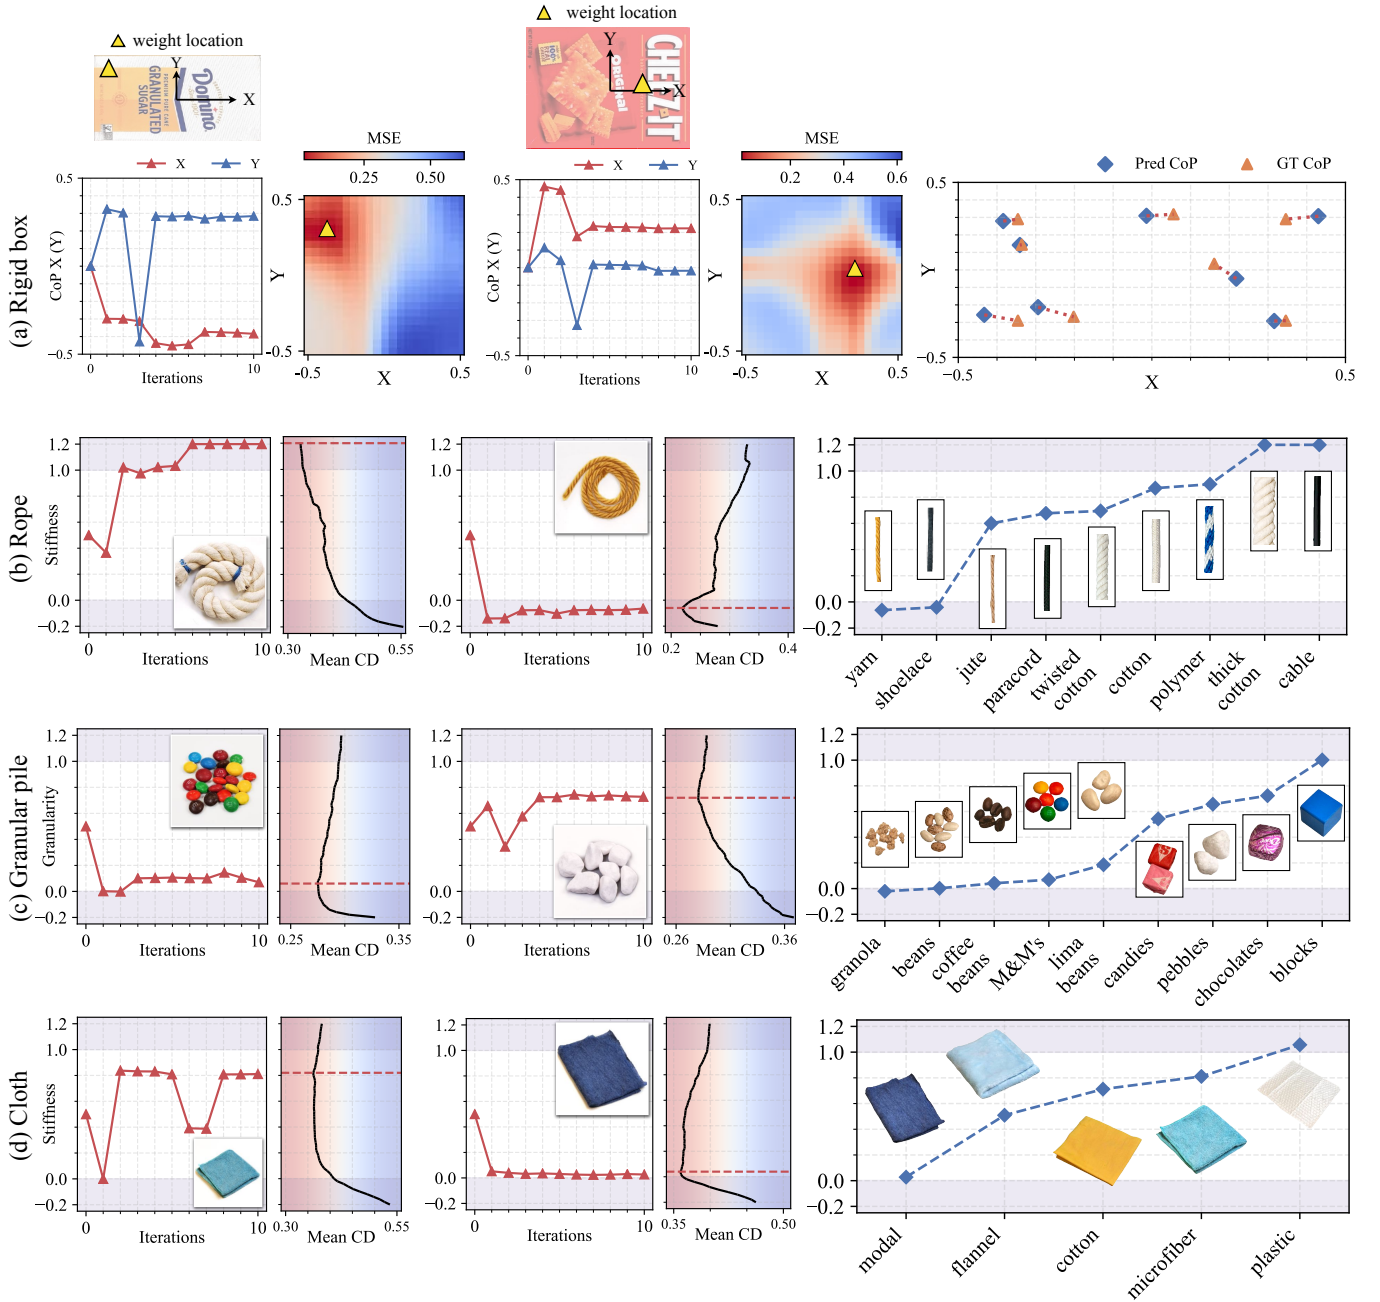 weight location
Y
X
Domino
PREMIUM PURE CANE
GRANULATED
SUGAR
weight location
Y
X
ORIGINAL
CHEEZ-IT
100%
(a) Rigid box
X Y
0.5
CoP X (Y)
−0.5
0 10
Iterations
MSE
0.25 0.50
0.5
Y
-0.5
-0.5 0.5
X
X Y
0.5
CoP X (Y)
−0.5
0 10
Iterations
MSE
0.2 0.4 0.6
0.5
Y
-0.5
-0.5 0.5
X
Pred CoP GT CoP
0.5
Y
−0.5
−0.5 0.5
X
(b) Rope
1.2
1.0
Stiffness
0.0
−0.2
0 10
Iterations
0.30 0.55
Mean CD
1.2
1.0
0.0
−0.2
0 10
Iterations
0.2 0.4
Mean CD
1.2
1.0
0.0
−0.2
yarn
shoelace
jute
paracord
twisted
cotton
cotton
polymer
thick
cotton
cable
(c) Granular pile
1.2
1.0
Granularity
0.0
−0.2
0 10
Iterations
0.25 0.35
Mean CD
1.2
1.0
0.0
−0.2
0 10
Iterations
0.26 0.36
Mean CD
1.2
1.0
0.0
−0.2
granola
beans
coffee
beans
M&M's
lima
beans
candies
pebbles
chocolates
blocks
(d) Cloth
1.2
1.0
Stiffness
0.0
−0.2
0 10
Iterations
0.30 0.55
Mean CD
1.2
1.0
0.0
−0.2
0 10
Iterations
0.35 0.50
Mean CD
1.2
1.0
0.0
−0.2
modal
flannel
cotton
microfiber
plastic